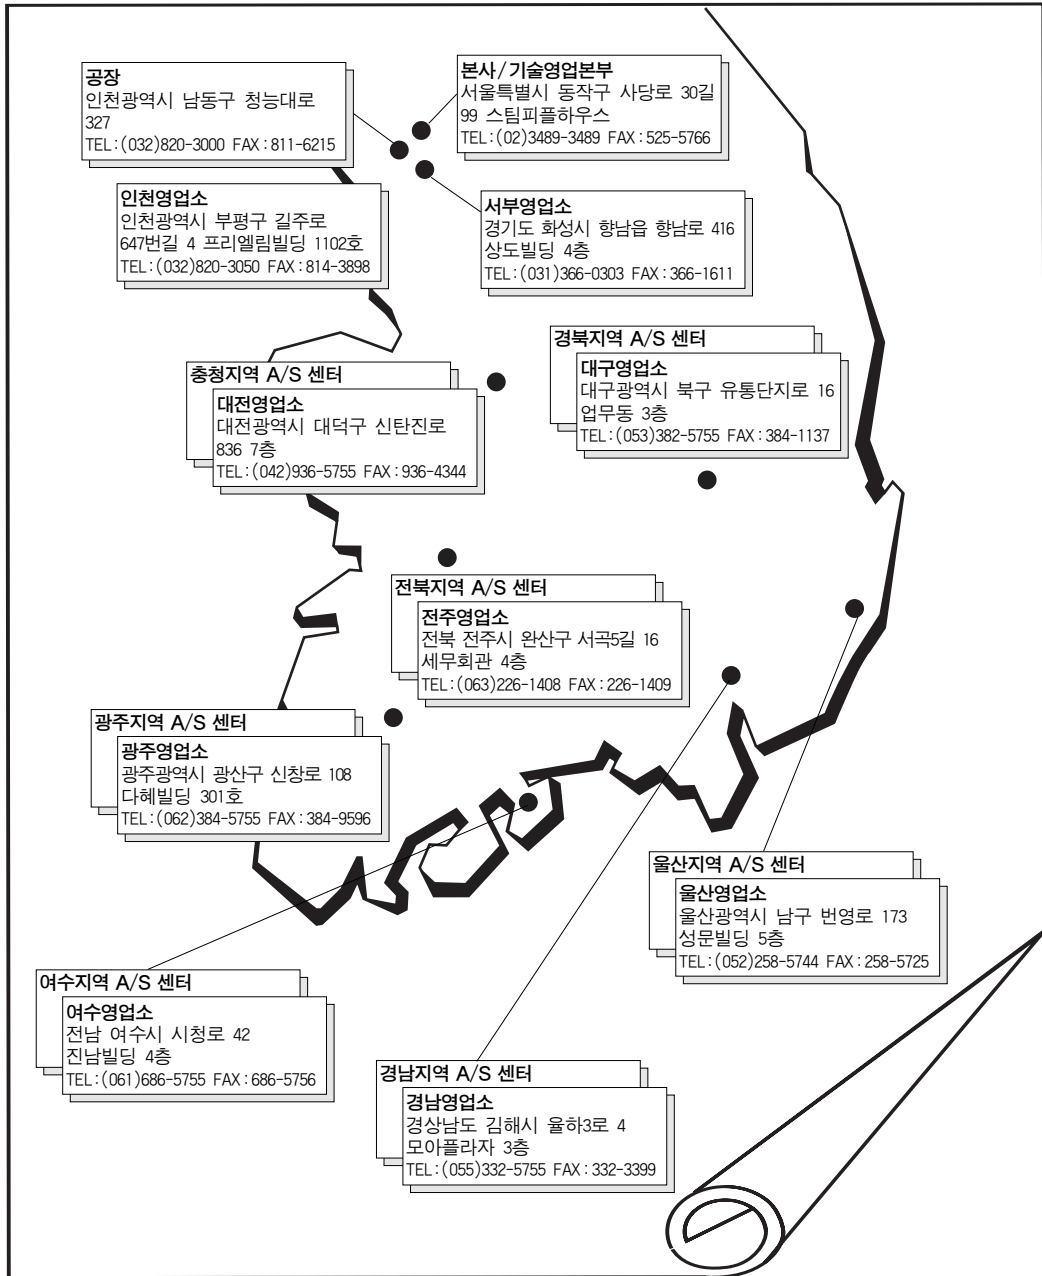 공장
인천광역시 남동구 청능대로
327
TEL:(032)820-3000 FAX:811-6215
본사/기술영업본부
서울특별시 동작구 사당로 30길
99 스팀피플하우스
TEL:(02)3489-3489 FAX:525-5766
인천영업소
인천광역시 부평구 길주로
647번길 4 프리엘림빌딩 1102호
TEL:(032)820-3050 FAX:814-3898
서부영업소
경기도 화성시 향남읍 향남로 416
상도빌딩 4층
TEL:(031)366-0303 FAX:366-1611
충청지역 A/S 센터
대전영업소
대전광역시 대덕구 신탄진로
836 7층
TEL:(042)936-5755 FAX:936-4344
경북지역 A/S 센터
대구영업소
대구광역시 북구 유통단지로 16
업무동 3층
TEL:(053)382-5755 FAX:384-1137
전북지역 A/S 센터
전주영업소
전북 전주시 완산구 서곡5길 16
세무회관 4층
TEL:(063)226-1408 FAX:226-1409
광주지역 A/S 센터
광주영업소
광주광역시 광산구 신창로 108
다혜빌딩 301호
TEL:(062)384-5755 FAX:384-9596
울산지역 A/S 센터
울산영업소
울산광역시 남구 번영로 173
성문빌딩 5층
TEL:(052)258-5744 FAX:258-5725
여수지역 A/S 센터
여수영업소
전남 여수시 시청로 42
진남빌딩 4층
TEL:(061)686-5755 FAX:686-5756
경남지역 A/S 센터
경남영업소
경상남도 김해시 율하3로 4
모아플라자 3층
TEL:(055)332-5755 FAX:332-3399